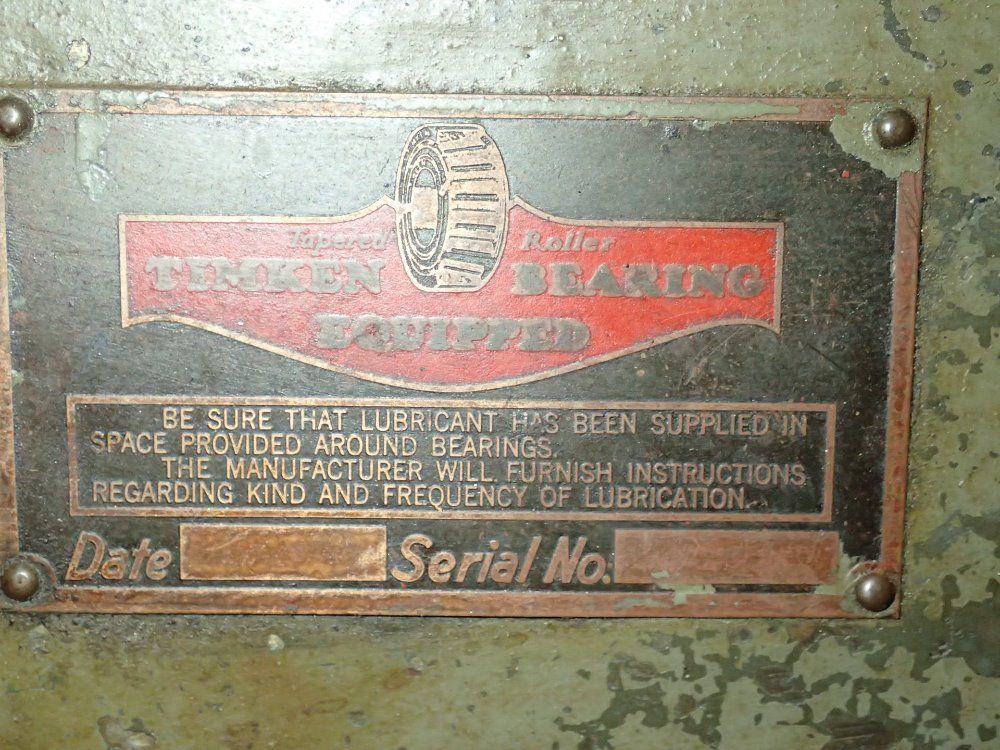 Tapered Roller
TIMKEN BEARING
EQUIPPED
BE SURE THAT LUBRICANT HAS BEEN SUPPLIED IN
SPACE PROVIDED AROUND BEARINGS.
THE MANUFACTURER WILL FURNISH INSTRUCTIONS
REGARDING KIND AND FREQUENCY OF LUBRICATION.
Date Serial No.